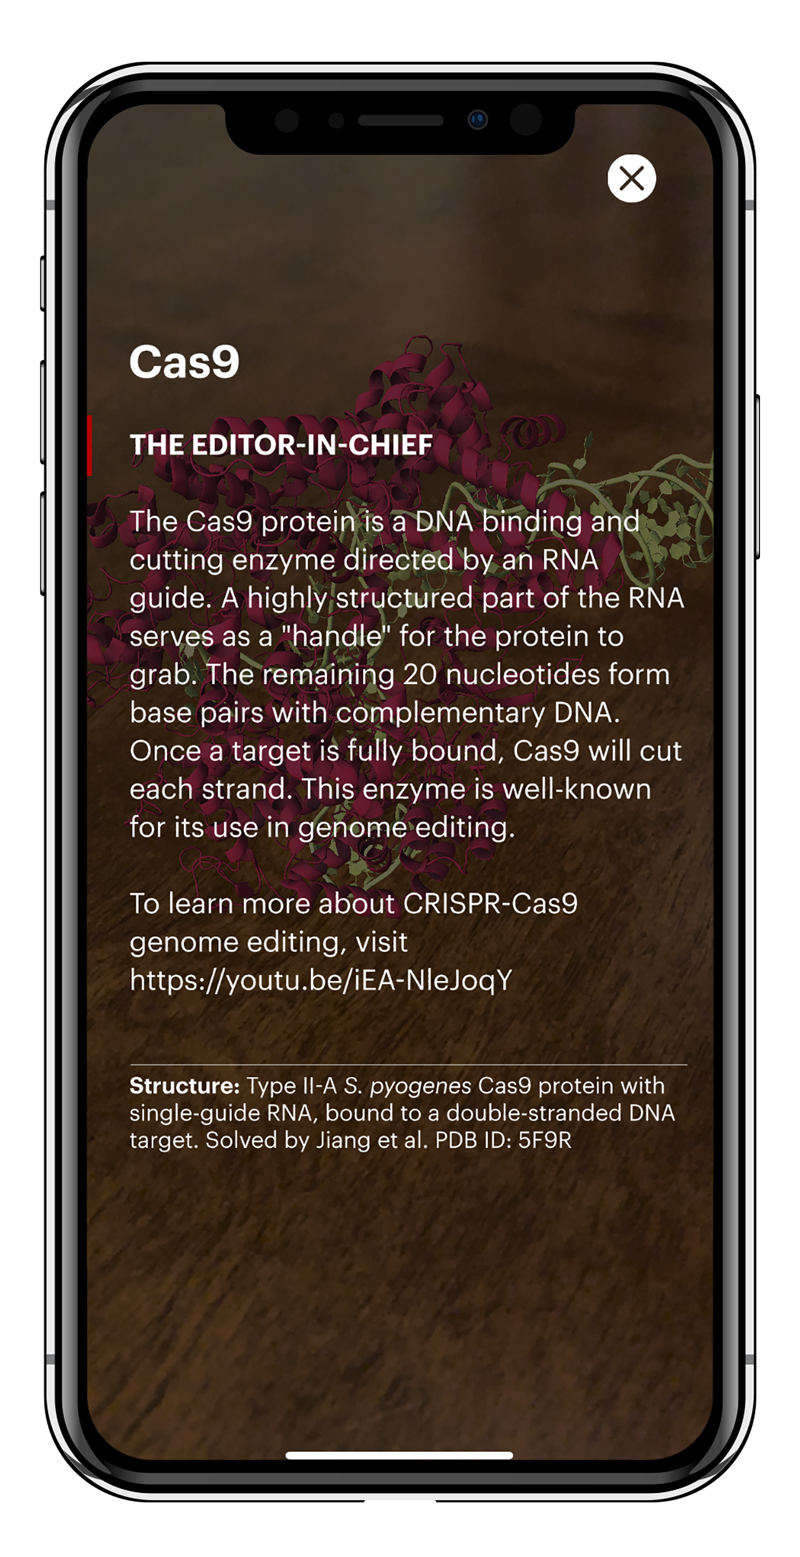 Cas9
THE EDITOR-IN-CHIEF
The Cas9 protein is a DNA binding and
cutting enzyme directed by an RNA
guide. A highly structured part of the RNA
serves as a "handle" for the protein to
grab. The remaining 20 nucleotides form
base pairs with complementary DNA.
Once a target is fully bound, Cas9 will cut
each strand. This enzyme is well-known
for its use in genome editing.
To learn more about CRISPR-Cas9
genome editing, visit
https://youtu.be/iEA-NleJoqY
Structure: Type II-A S. pyogenes Cas9 protein with
single-guide RNA, bound to a double-stranded DNA
target. Solved by Jiang et al. PDB ID: 5F9R